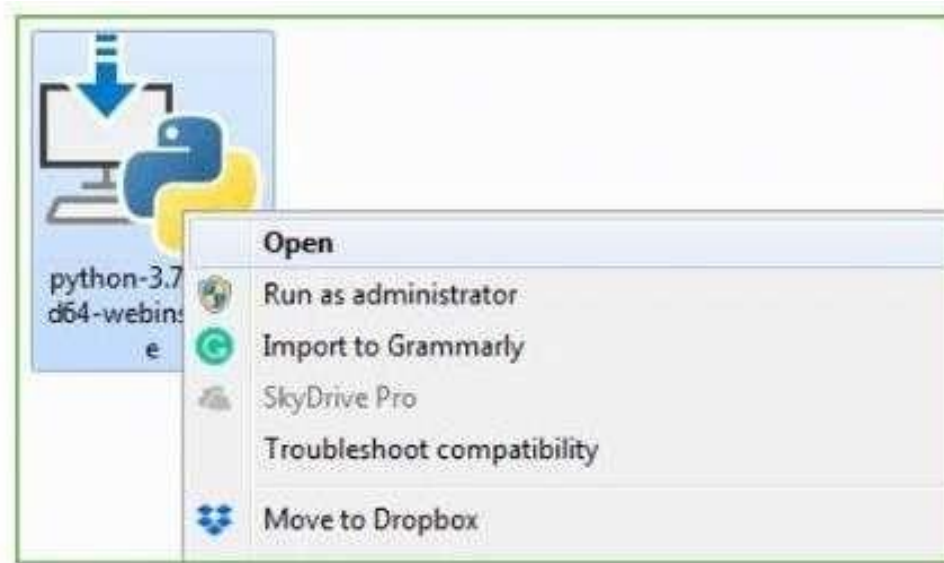 python-3.7
d64-webins
e
Open
Run as administrator
Import to Grammarly
SkyDrive Pro
Troubleshoot compatibility
Move to Dropbox